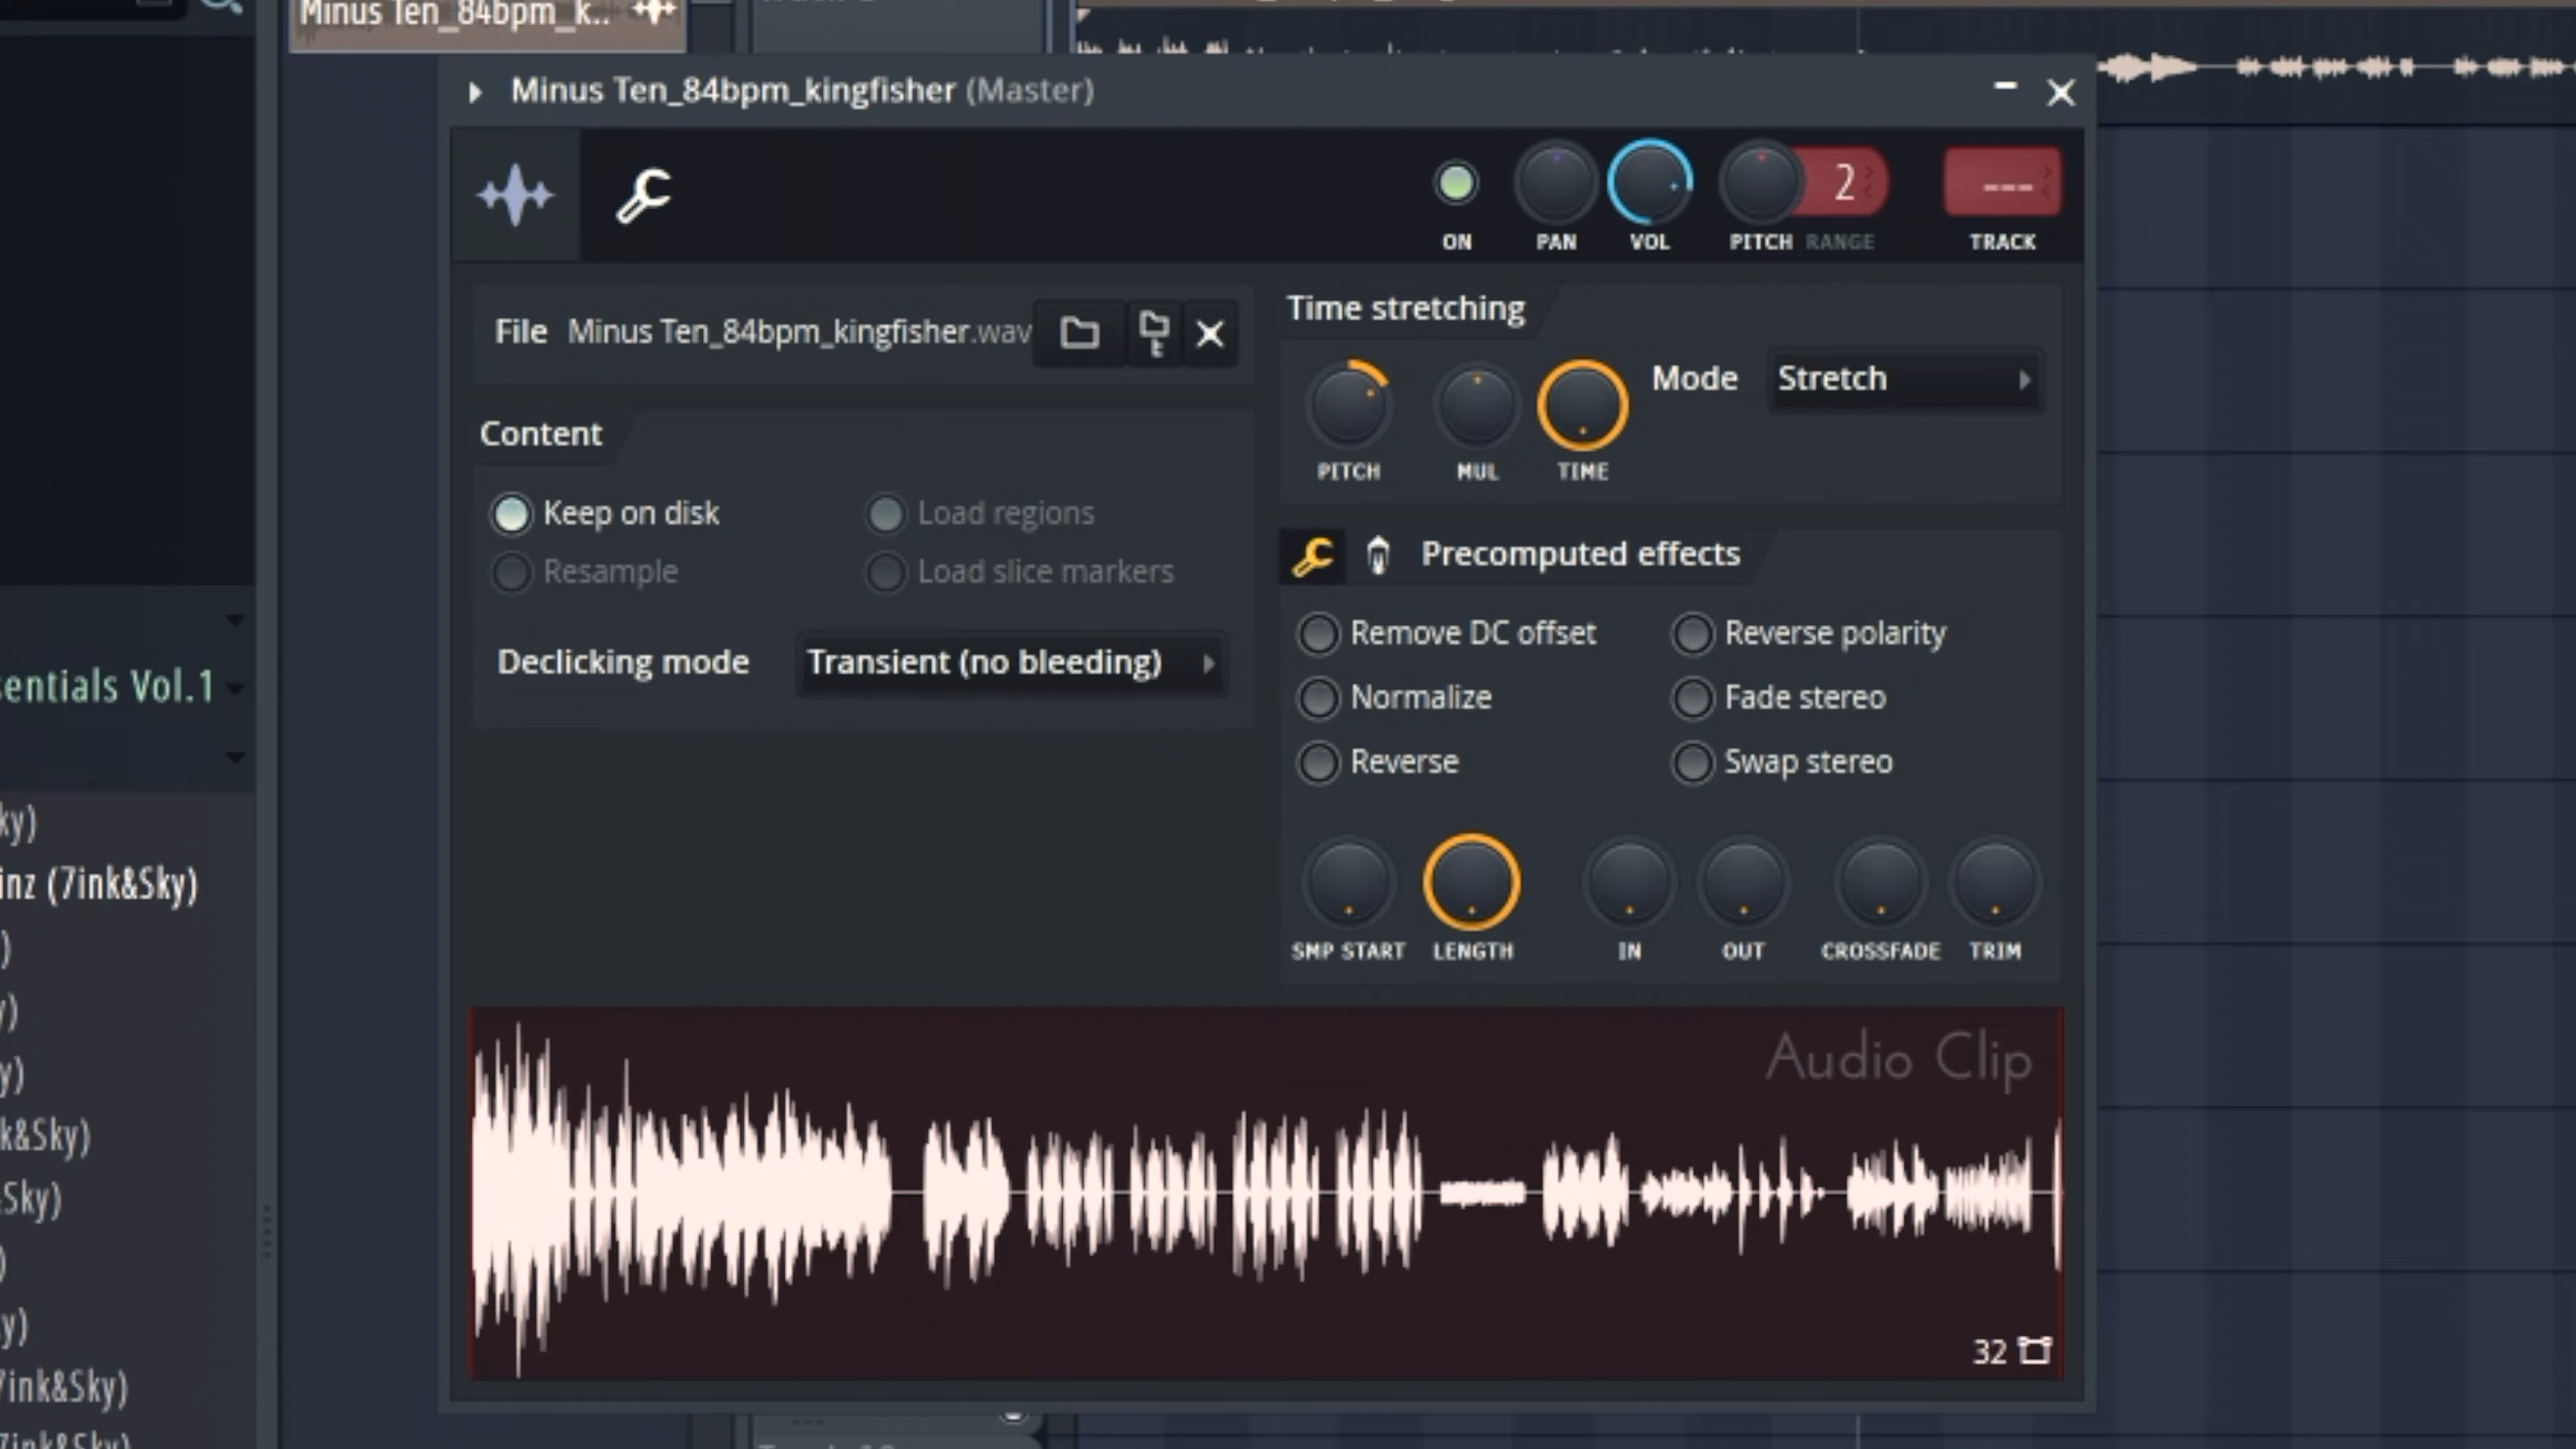 Minus Ten_84bpm_k..
Minus Ten_84bpm_kingfisher (Master)
2
---
ON
PAN
VOL
PITCH
RANGE
TRACK
File
Minus Ten_84bpm_kingfisher.wav
Time stretching
Mode
Stretch
PITCH
MUL
TIME
Content
Keep on disk
Load regions
Resample
Load slice markers
Declicking mode
Transient (no bleeding)
Precomputed effects
Remove DC offset
Reverse polarity
Normalize
Fade stereo
Reverse
Swap stereo
SMP START
LENGTH
IN
OUT
CROSSFADE
TRIM
Audio Clip
32
sentials Vol.1
ky)
inz (7ink&Sky)
)
y)
y)
k&Sky)
Sky)
)
y)
7ink&Sky)